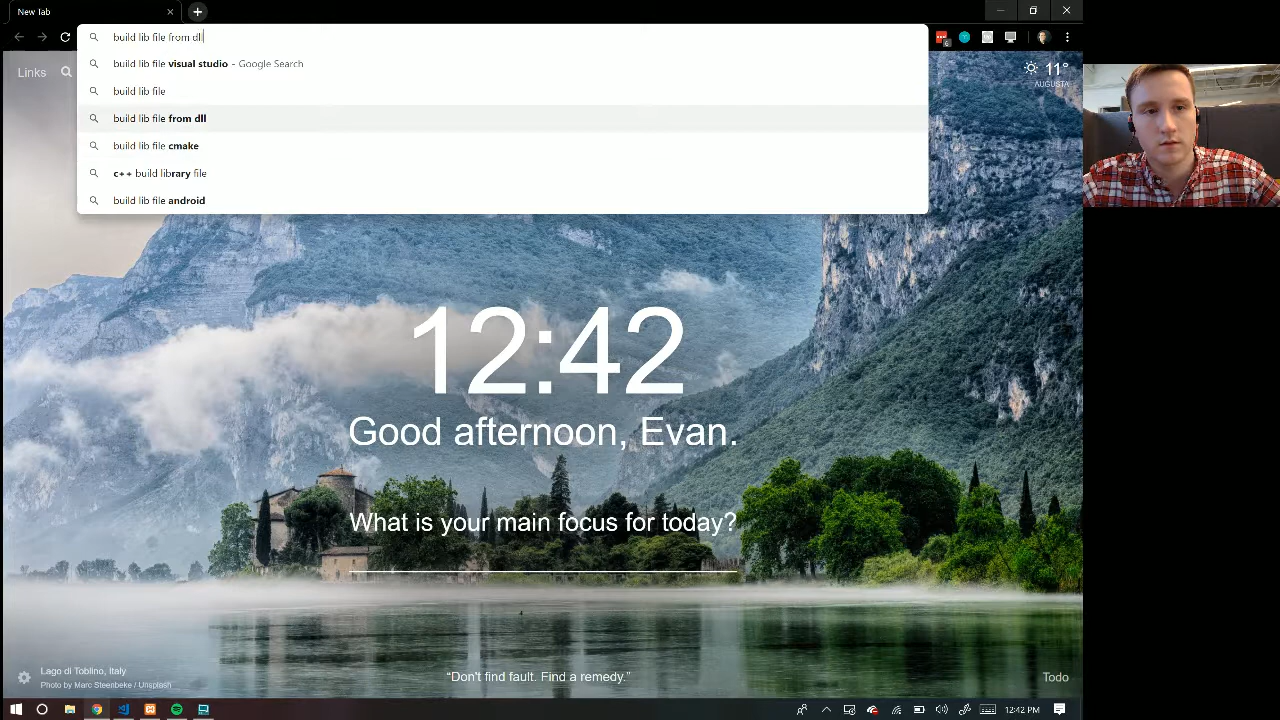 New Tab
build lib file from dll
build lib file visual studio - Google Search
build lib file
build lib file from dll
build lib file cmake
c++ build library file
build lib file android
Links
11°
AUGUSTA
12:42
Good afternoon, Evan.
What is your main focus for today?
Lago di Toblino, Italy
Photo by Marc Steenbeke / Unsplash
“Don't find fault. Find a remedy.”
Todo
12:42 PM